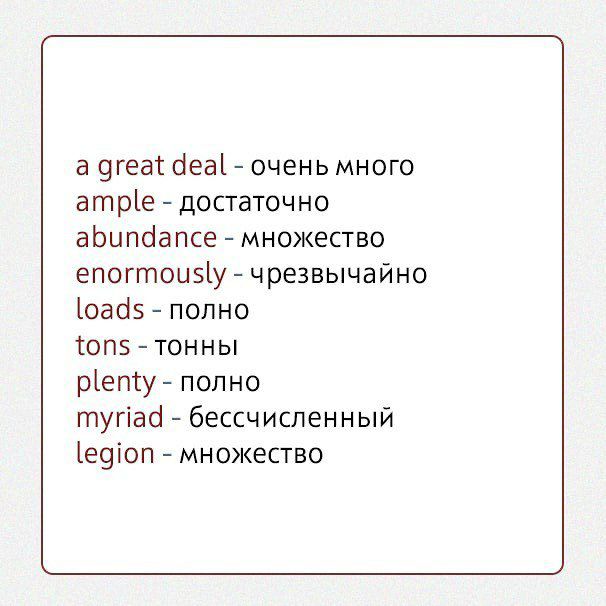 a great deal - очень много
ample - достаточно
abundance - множество
enormously - чрезвычайно
loads - полно
tons - тонны
plenty - полно
myriad - бессчисленный
legion - множество